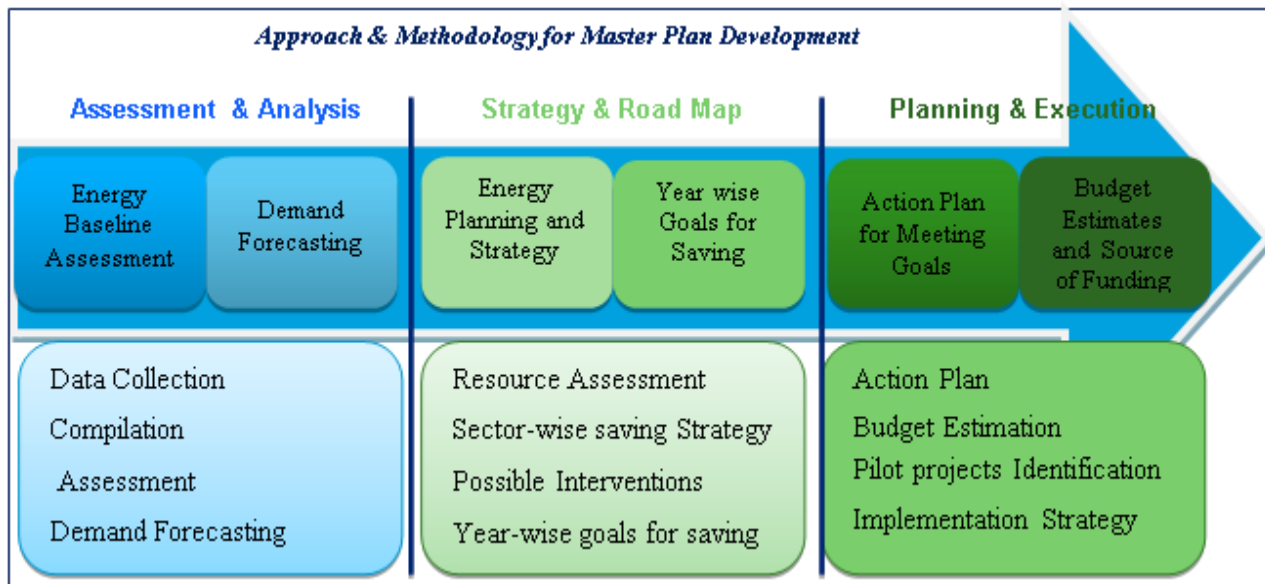 Approach & Methodology for Master Plan Development
Assessment & Analysis
Strategy & Road Map
Planning & Execution
Energy
Baseline
Assessment
Demand
Forecasting
Energy
Planning and
Strategy
Year wise
Goals for
Saving
Action Plan
for Meeting
Goals
Budget
Estimates
and Source
of Funding
Data Collection
Compilation
Assessment
Demand Forecasting
Resource Assessment
Sector-wise saving Strategy
Possible Interventions
Year-wise goals for saving
Action Plan
Budget Estimation
Pilot projects Identification
Implementation Strategy